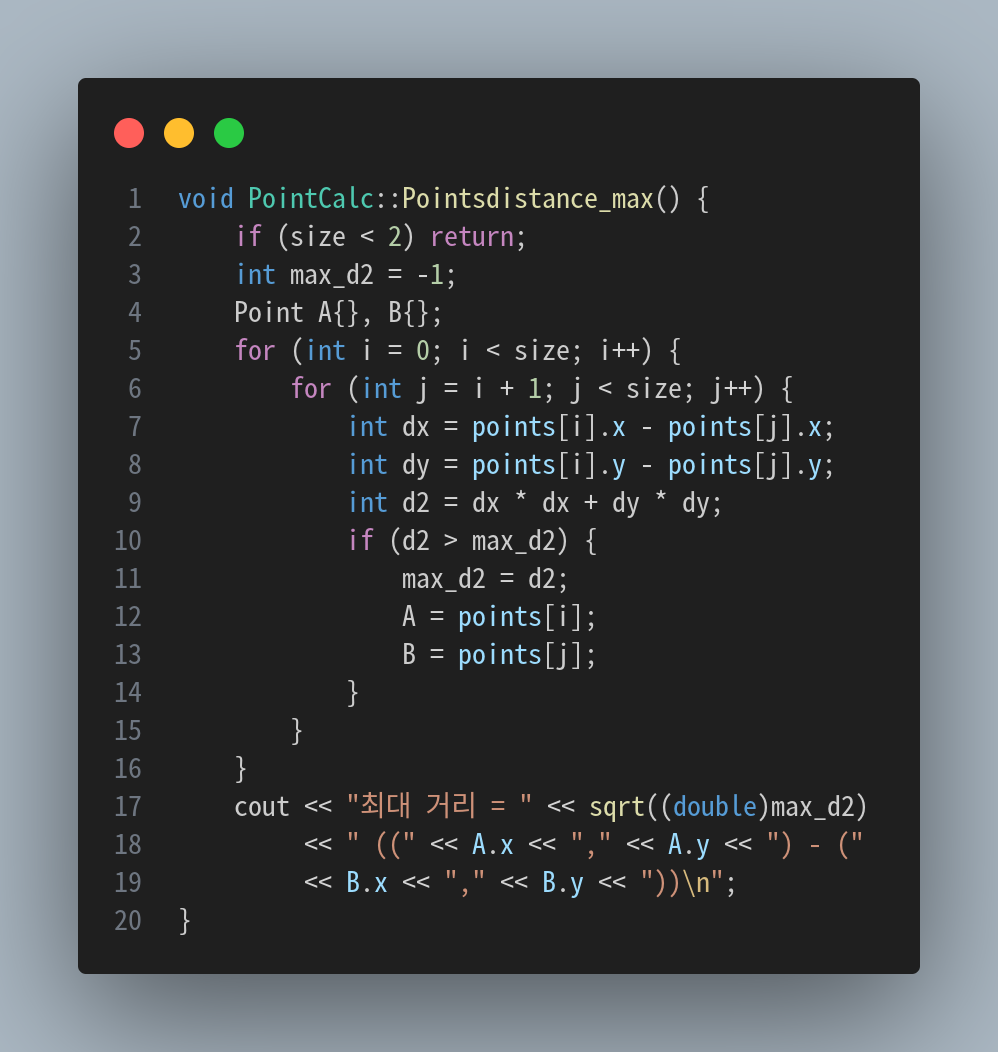 1 void PointCalc::Pointsdistance_max() {
2     if (size < 2) return;
3     int max_d2 = -1;
4     Point A{}, B{};
5     for (int i = 0; i < size; i++) {
6         for (int j = i + 1; j < size; j++) {
7             int dx = points[i].x - points[j].x;
8             int dy = points[i].y - points[j].y;
9             int d2 = dx * dx + dy * dy;
10             if (d2 > max_d2) {
11                 max_d2 = d2;
12                 A = points[i];
13                 B = points[j];
14             }
15         }
16     }
17     cout << "최대 거리 = " << sqrt((double)max_d2)
18          << " ((" << A.x << "," << A.y << ") - ("
19          << B.x << "," << B.y << "))\n";
20 }